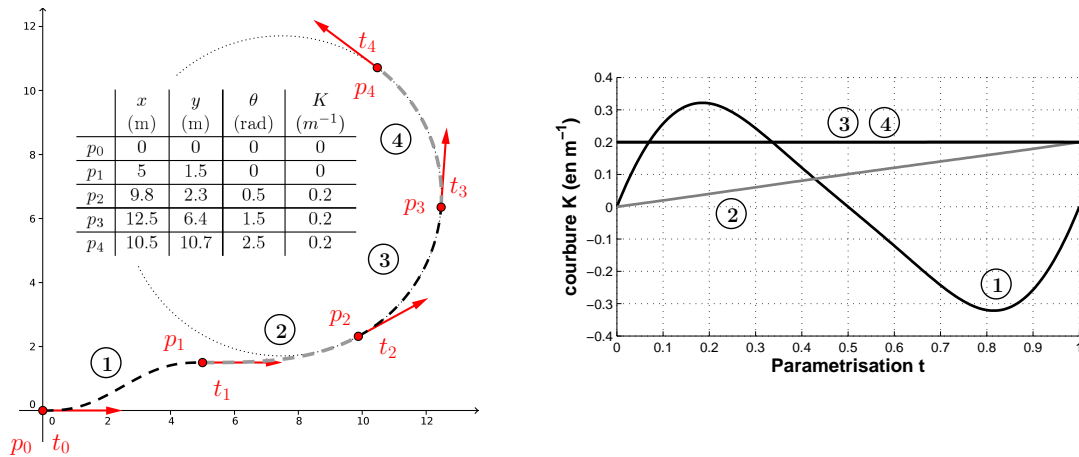 12
10
8
6
4
2
0
0 2 4 6 8 10 12
x y θ K
(m) (m) (rad) (m⁻¹)
p₀ 0 0 0 0
p₁ 5 1.5 0 0
p₂ 9.8 2.3 0.5 0.2
p₃ 12.5 6.4 1.5 0.2
p₄ 10.5 10.7 2.5 0.2
t₄
p₄
4
t₃
p₃
3
p₂
t₂
2
p₁
t₁
1
p₀ t₀
courbure K (en m⁻¹)
0.4
0.3
0.2
0.1
0
−0.1
−0.2
−0.3
−0.4
3 4
2
1
0 0.1 0.2 0.3 0.4 0.5 0.6 0.7 0.8 0.9 1
Parametrisation t